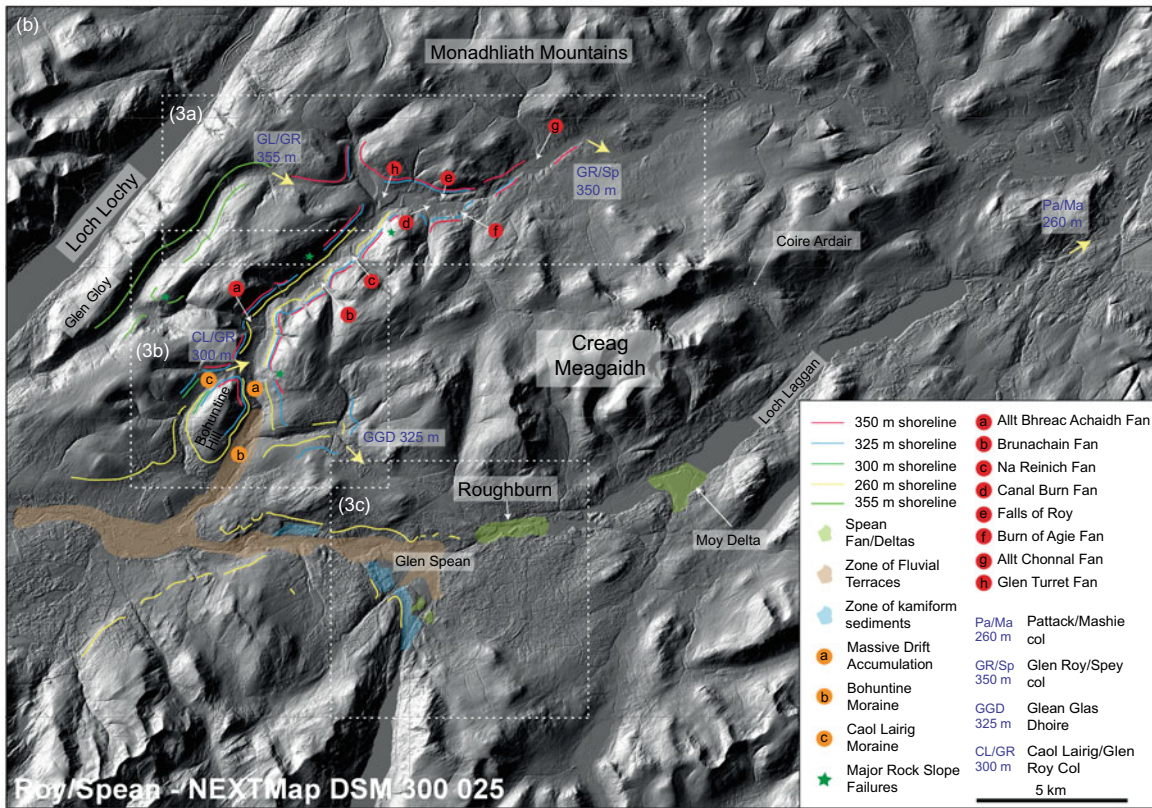 (b)
Monadhliath Mountains
(3a)
g
GL/GR
355 m
h
e
GR/Sp
350 m
Loch Lochy
d
f
Pa/Ma
260 m
Coire Ardair
c
a
b
Glen Gloy
CL/GR
300 m
(3b)
Creag
Meagaidh
c
a
Loch Laggan
Bohuntine
Hill
b
GGD 325 m
(3c)
Roughburn
Glen Spean
Moy Delta
350 m shoreline
325 m shoreline
300 m shoreline
260 m shoreline
355 m shoreline
Spean
Fan/Deltas
Zone of Fluvial
Terraces
Zone of kamiform
sediments
a Massive Drift
Accumulation
b Bohuntine
Moraine
c Caol Lairig
Moraine
Major Rock Slope
Failures
a Allt Bhreac Achaidh Fan
b Brunachain Fan
c Na Reinich Fan
d Canal Burn Fan
e Falls of Roy
f Burn of Agie Fan
g Allt Chonnal Fan
h Glen Turret Fan
Pa/Ma Pattack/Mashie
260 m col
GR/Sp Glen Roy/Spey
350 m col
GGD Glean Glas
325 m Dhoire
CL/GR Caol Lairig/Glen
300 m Roy Col
5 km
Roy/Spean - NEXTMap DSM 300 025